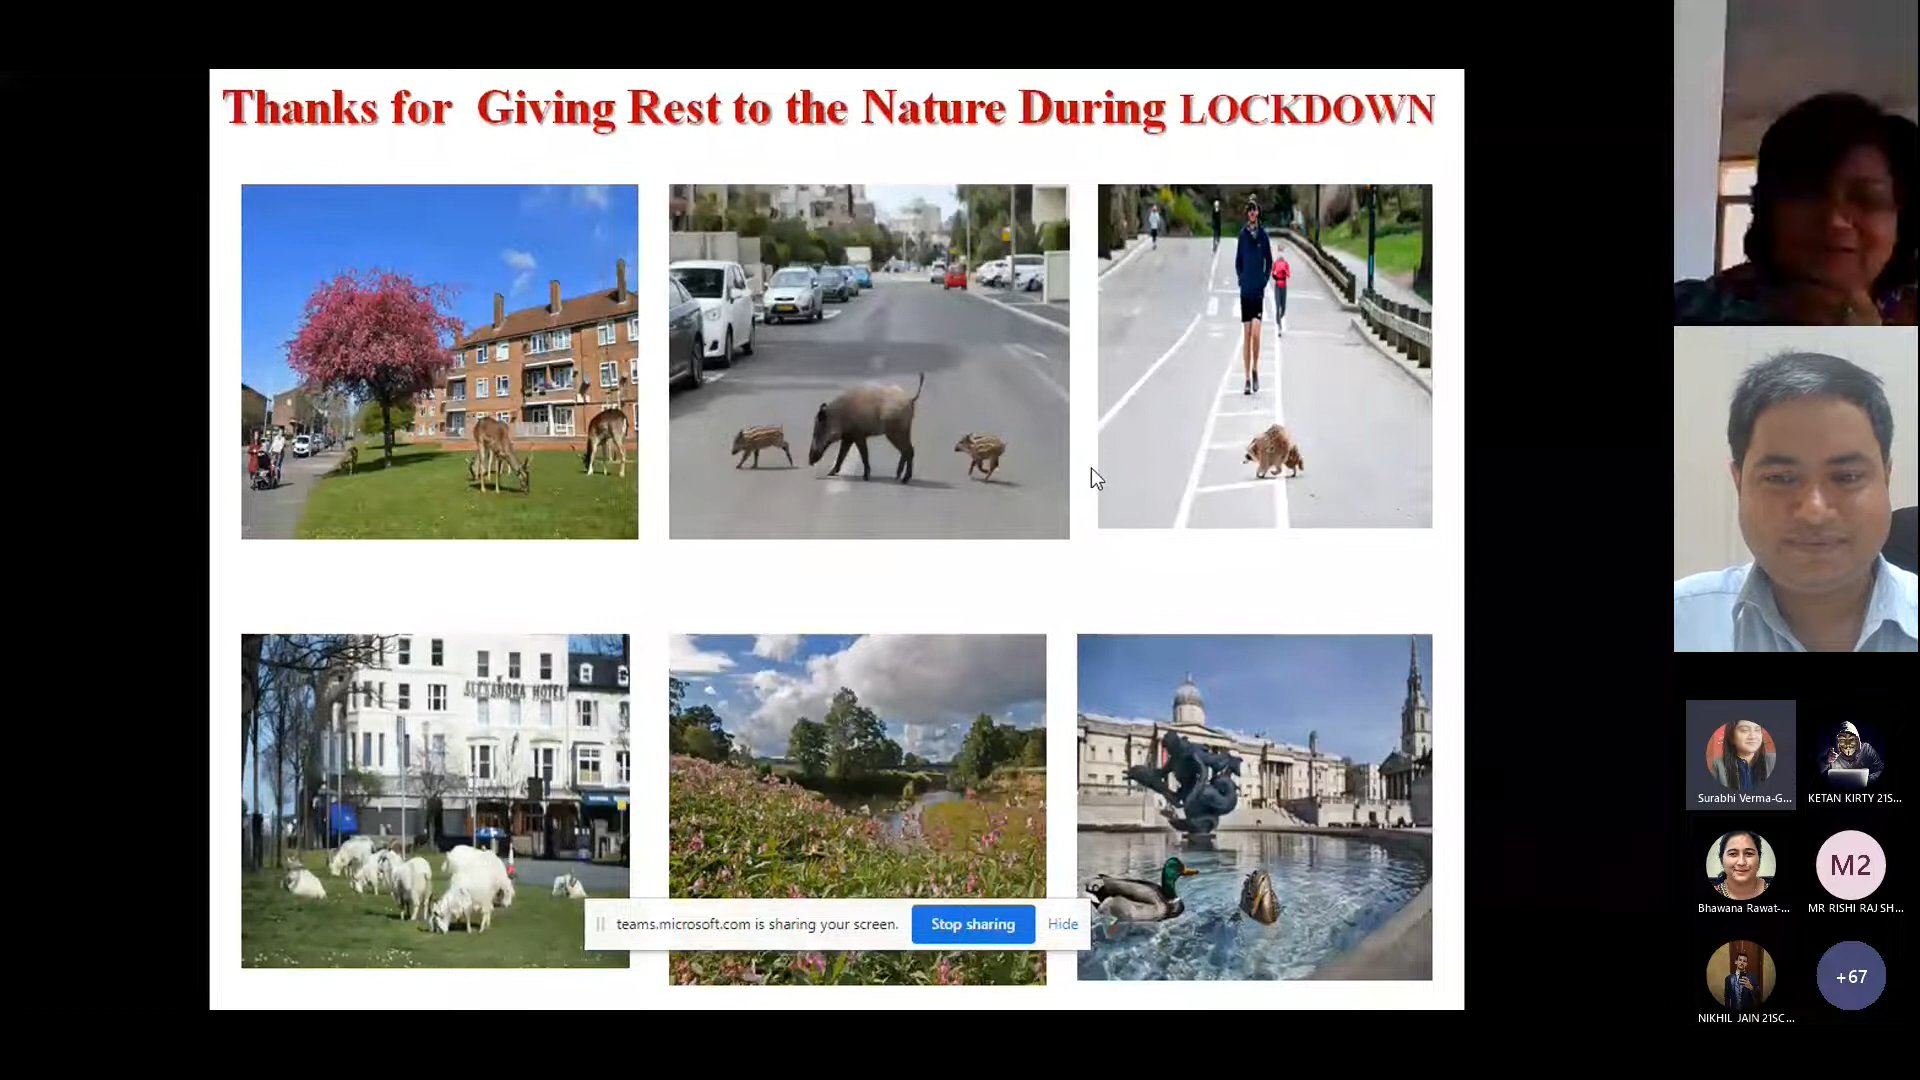 Thanks for Giving Rest to the Nature During LOCKDOWN
ALEXANDRA HOTEL
teams.microsoft.com is sharing your screen.
Stop sharing
Hide
Surabhi Verma-G...
KETAN KIRTY 21S...
Bhawana Rawat-...
M2
MR RISHI RAJ SH...
NIKHIL JAIN 21SC...
+67